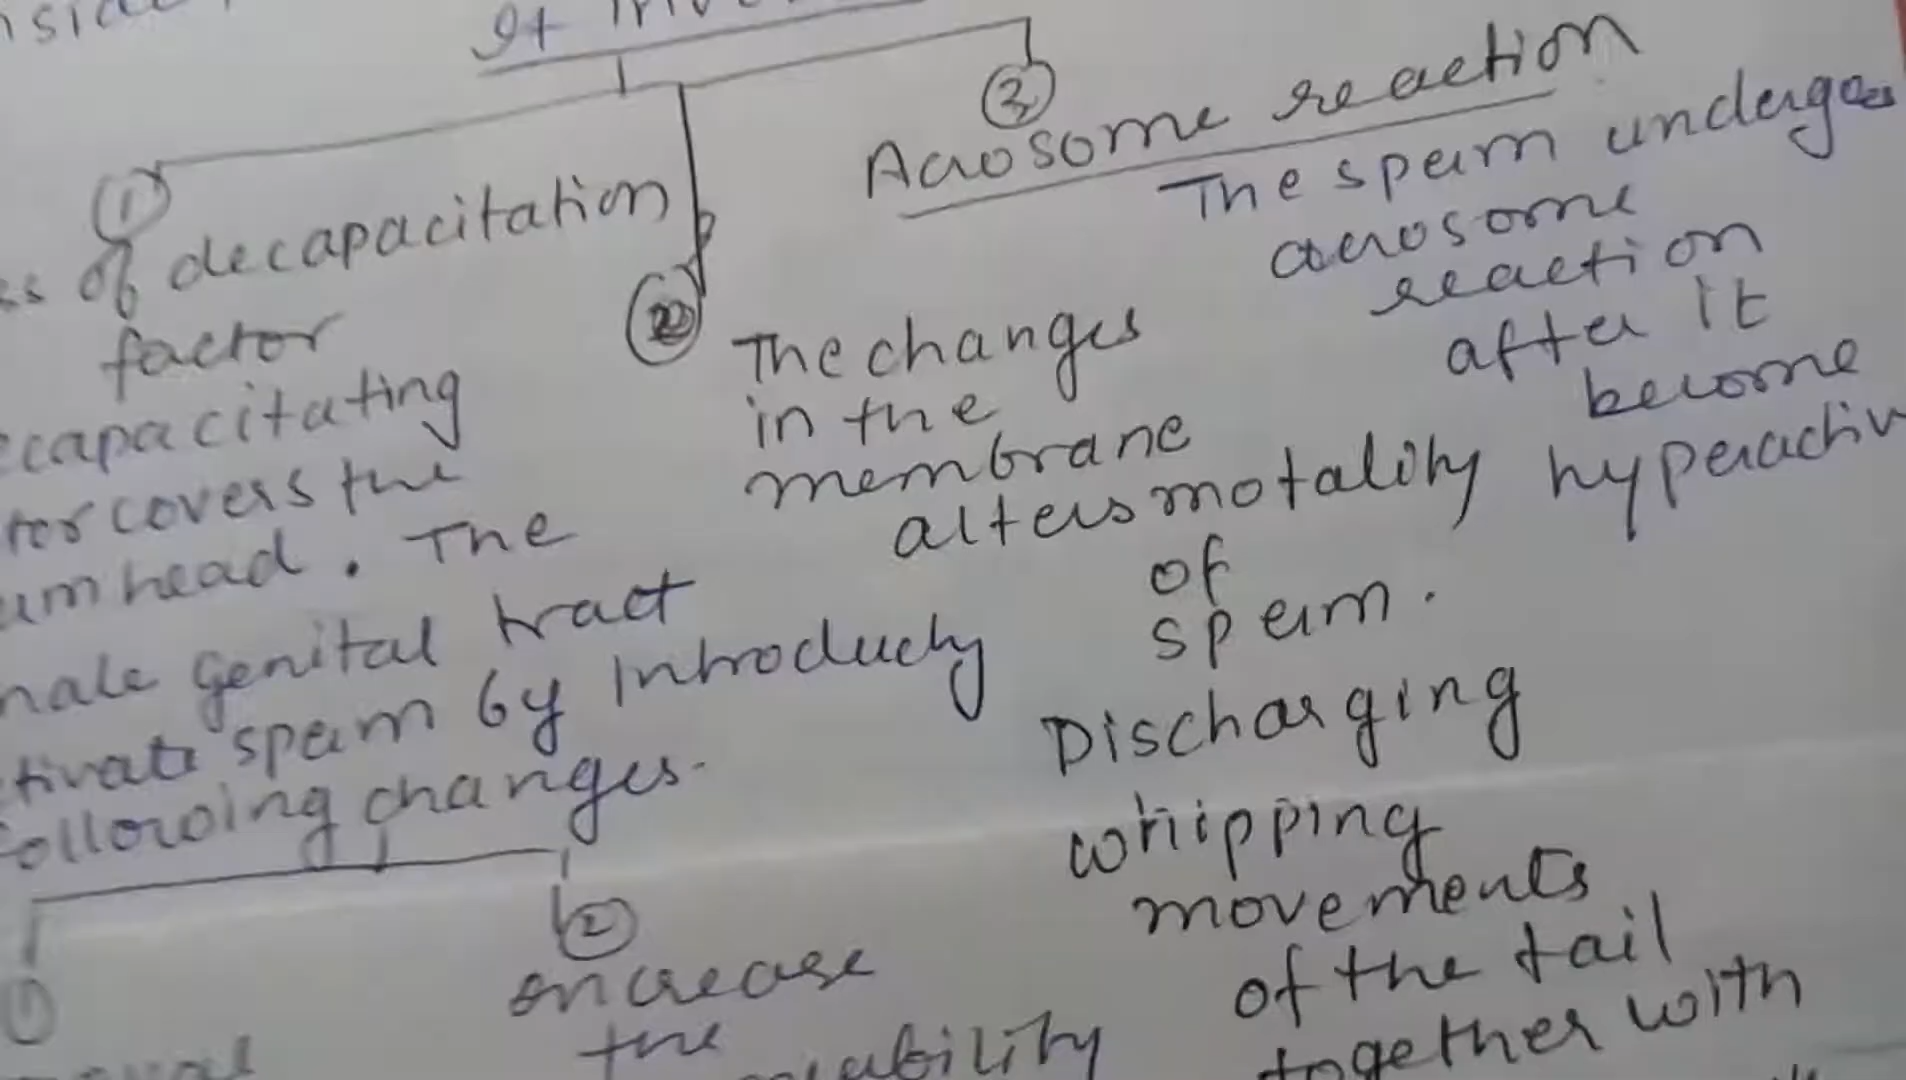 It
①
of decapacitation
factor
covers the
head. The
genital tract
sperm by introducing
following changes.
②
increase
the
②
The changes
in the
membrane
alters motality
of
sperm.
Discharging
whipping
movements
of the tail
together with
③
Acrosome reaction
The sperm undergoes
acrosome
reaction
after it
become